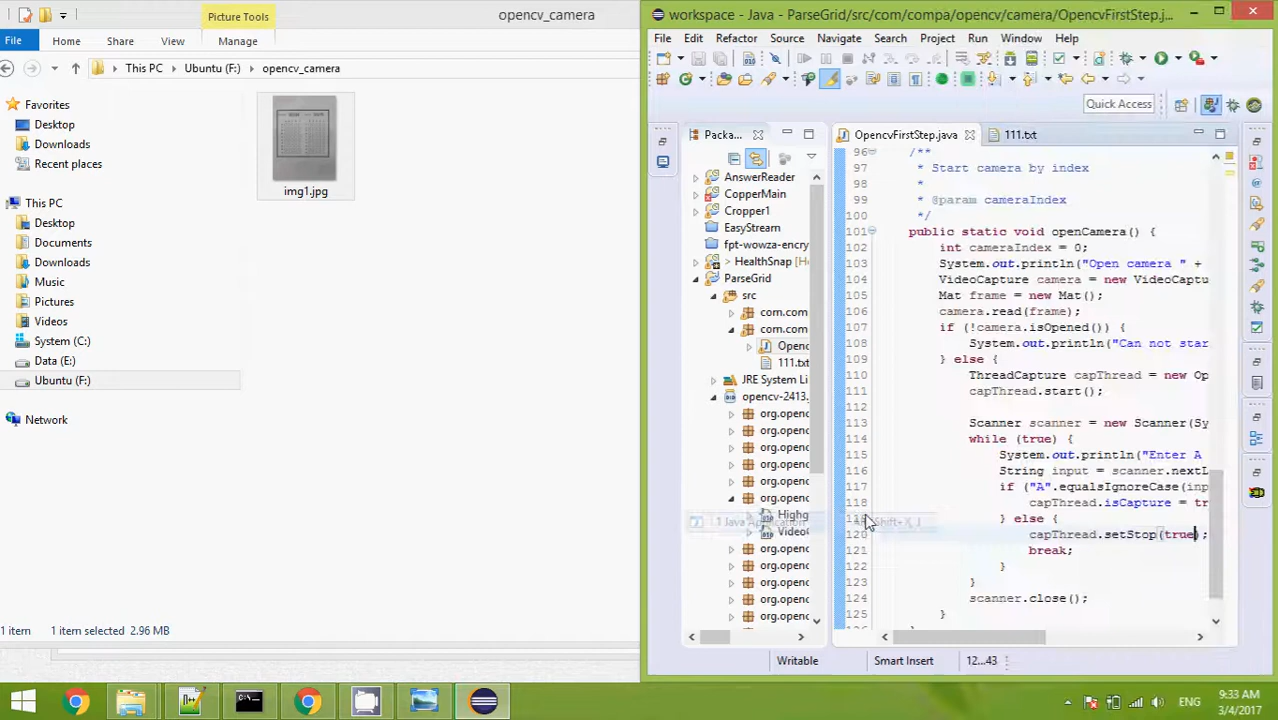 Picture Tools
opencv_camera
File
Home
Share
View
Manage
This PC
Ubuntu (F:)
opencv_camera
Favorites
Desktop
Downloads
Recent places
This PC
Desktop
Documents
Downloads
Music
Pictures
Videos
System (C:)
Data (E:)
Ubuntu (F:)
Network
img1.jpg
1 item
1 item selected 2.96 MB
workspace - Java - ParseGrid/src/com/compa/opencv/camera/OpencvFirstStep.j...
File Edit Refactor Source Navigate Search Project Run Window Help
Quick Access
Packa...
AnswerReader
CopperMain
Copper1
EasyStream
fpt-wowza-encry
HealthSnap [H
ParseGrid
src
com.com
com.com
Openc
111.txt
JRE System Li
opencv-2413.
org.openc
org.openc
org.openc
org.openc
org.openc
org.openc
Highg
Video
org.openc
org.openc
org.openc
org.openc
org.openc
1 Java Application
Shift+X, J
OpencvFirstStep.java
111.txt
96 /**
97 * Start camera by index
98 *
99 * @param cameraIndex
100 */
101 public static void openCamera() {
102 int cameraIndex = 0;
103 System.out.println("Open camera " +
104 VideoCapture camera = new VideoCaptu
105 Mat frame = new Mat();
106 camera.read(frame);
107 if (!camera.isOpened()) {
108 System.out.println("Can not star
109 } else {
110 ThreadCapture capThread = new Op
111 capThread.start();
112
113 Scanner scanner = new Scanner(Sy
114 while (true) {
115 System.out.println("Enter A
116 String input = scanner.nextL
117 if ("A".equalsIgnoreCase(inp
118 capThread.isCapture = tr
} else {
120 capThread.setStop(true);
121 break;
122 }
123 }
124 scanner.close();
125 }
Writable
Smart Insert
12...43
ENG
9:33 AM
3/4/2017